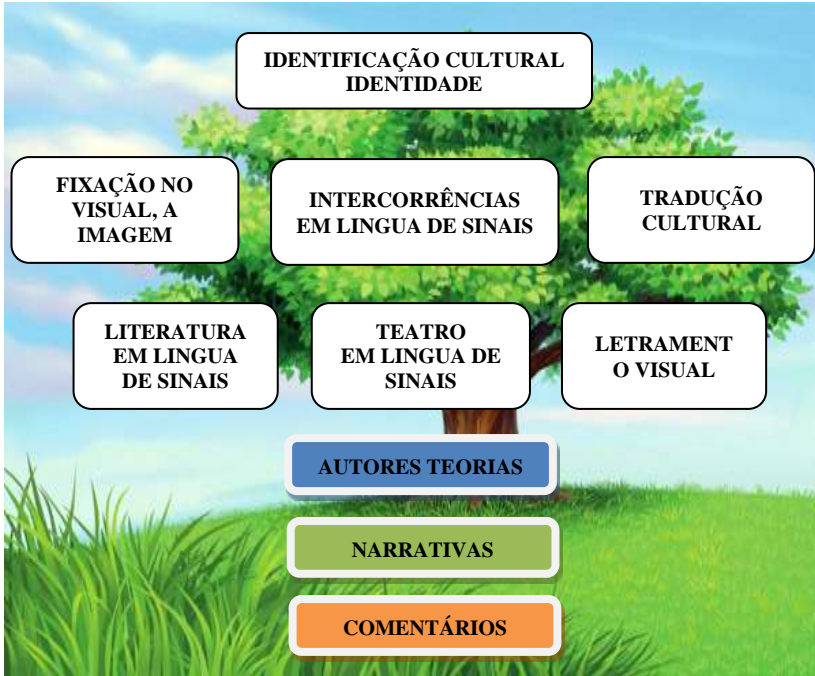 IDENTIFICAÇÃO CULTURAL
IDENTIDADE
FIXAÇÃO NO
VISUAL, A
IMAGEM
INTERCORRÊNCIAS
EM LINGUA DE SINAIS
TRADUÇÃO
CULTURAL
LITERATURA
EM LINGUA
DE SINAIS
TEATRO
EM LINGUA DE
SINAIS
LETRAMENT
O VISUAL
AUTORES TEORIAS
NARRATIVAS
COMENTÁRIOS